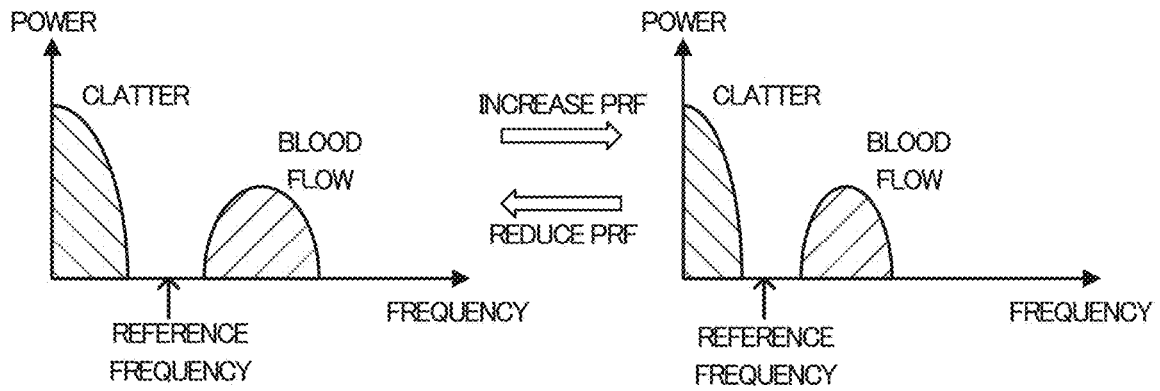 POWER
CLATTER
BLOOD
FLOW
FREQUENCY
REFERENCE
FREQUENCY
INCREASE PRF
REDUCE PRF
POWER
CLATTER
BLOOD
FLOW
FREQUENCY
REFERENCE
FREQUENCY